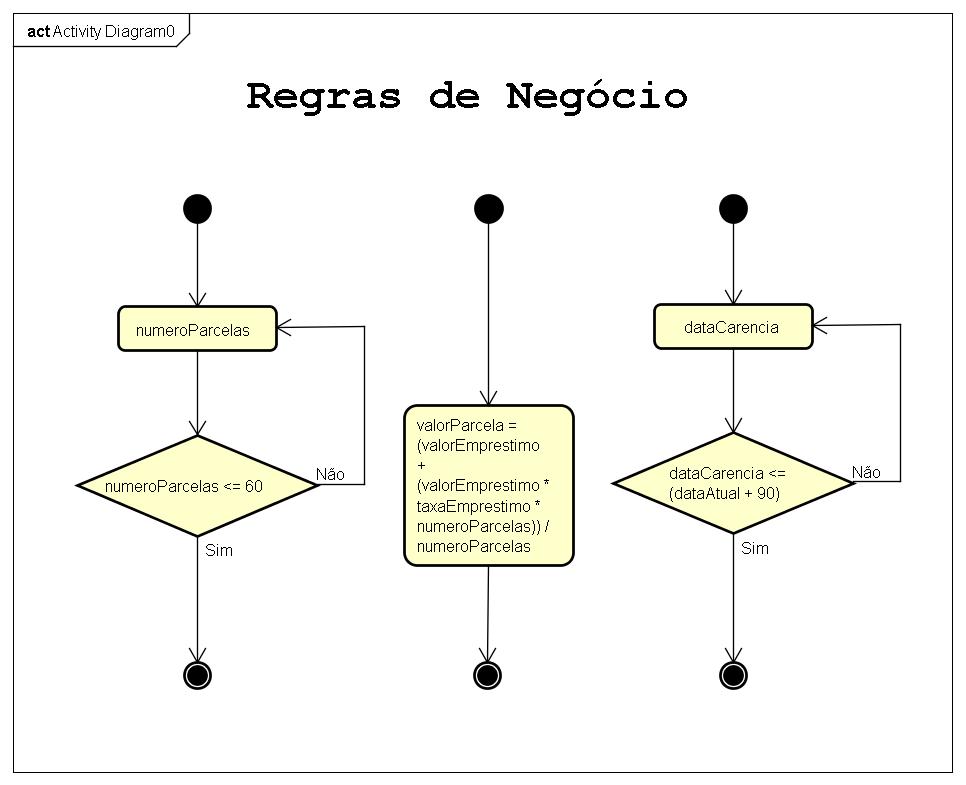 act Activity Diagram0
Regras de Negócio
numeroParcelas
numeroParcelas <= 60
Não
Sim
valorParcela =
(valorEmprestimo
+
(valorEmprestimo *
taxaEmprestimo *
numeroParcelas)) /
numeroParcelas
dataCarencia
dataCarencia <=
(dataAtual + 90)
Não
Sim